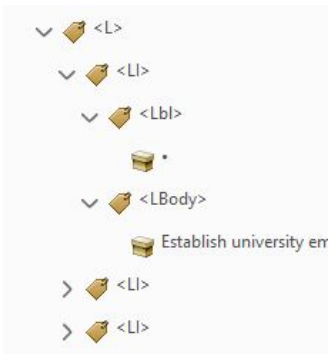 <L>
<LI>
<Lbl>
•
<LBody>
Establish university em
<LI>
<LI>